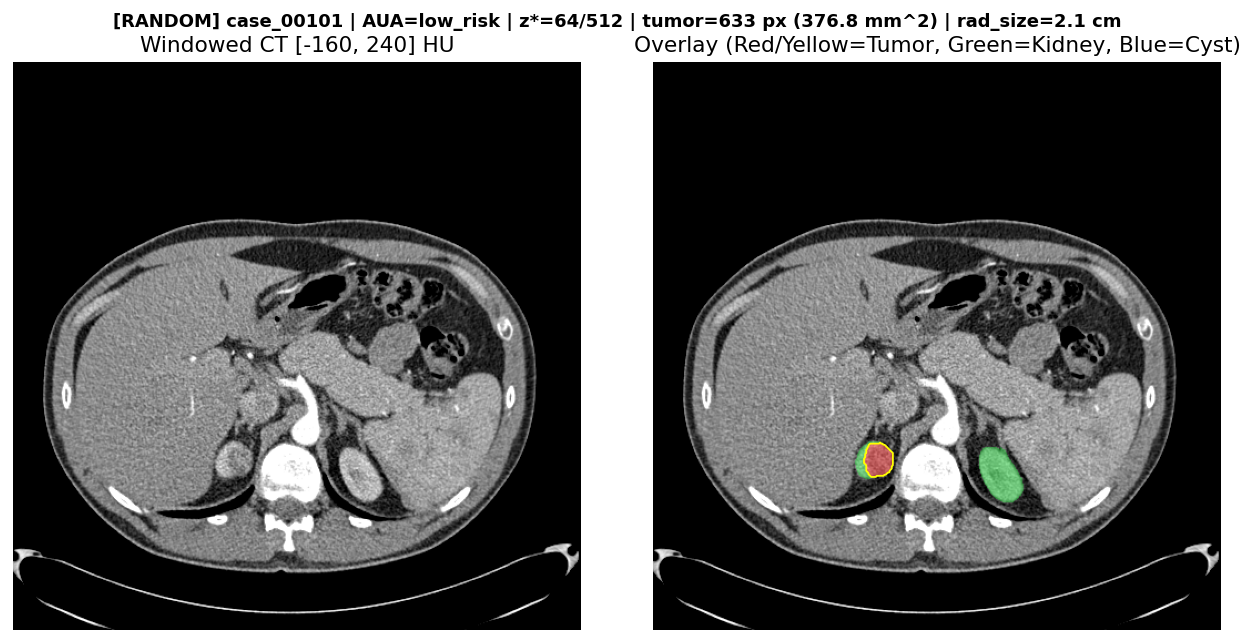 [RANDOM] case_00101 | AUA=low_risk | z*=64/512 | tumor=633 px (376.8 mm^2) | rad_size=2.1 cm
Windowed CT [-160, 240] HU
Overlay (Red/Yellow=Tumor, Green=Kidney, Blue=Cyst)